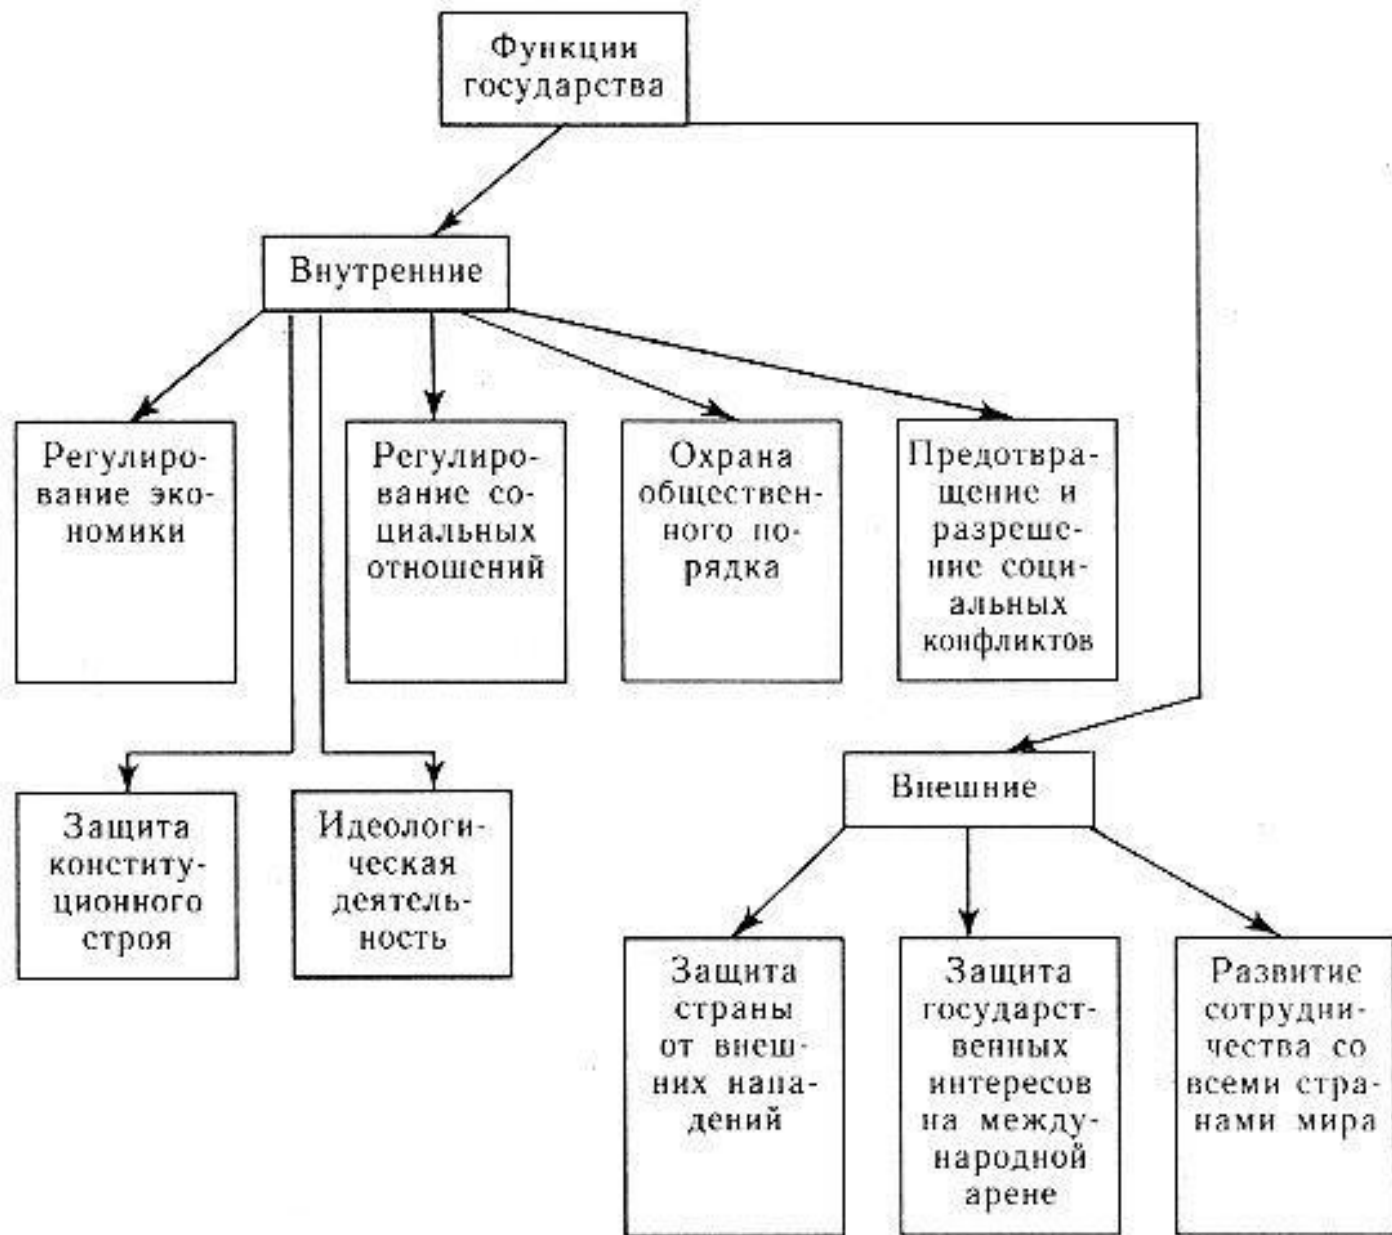 Функции
государства
Внутренние
Регулиро-
вание эко-
номики
Регулиро-
вание со-
циальных
отношений
Охрана
обществен-
ного по-
рядка
Предотвра-
щение и
разреше-
ние соци-
альных
конфликтов
Защита
конститу-
ционного
строя
Идеологи-
ческая
деятель-
ность
Внешние
Защита
страны
от внеш-
них напа-
дений
Защита
государст-
венных
интересов
на между-
народной
арене
Развитие
сотрудни-
чества со
всеми стра-
нами мира